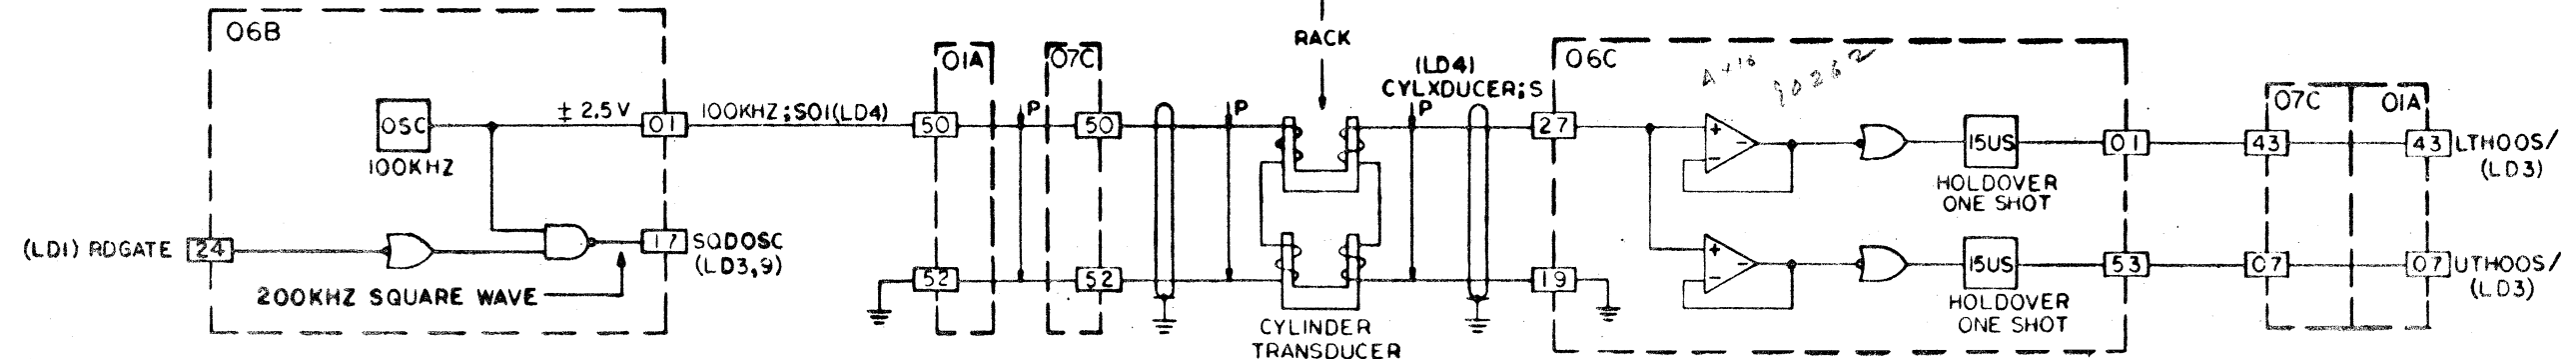 06B
OSC
100KHZ
± 2.5 V
01
100KHZ;SO1(LD4)
(LD1) RDGATE
24
17
SQDOSC
(LD3,9)
200KHZ SQUARE WAVE
01A
50
52
07C
50
52
P
P
RACK
CYLINDER
TRANSDUCER
(LD4)
CYLXDUCER;S
P
06C
27
19
+
-
-
+
-
-
15US
HOLDOVER
ONE SHOT
15US
HOLDOVER
ONE SHOT
01
53
07C
01A
43
43
LTHOOS/
(LD3)
07
07
UTHOOS/
(LD3)